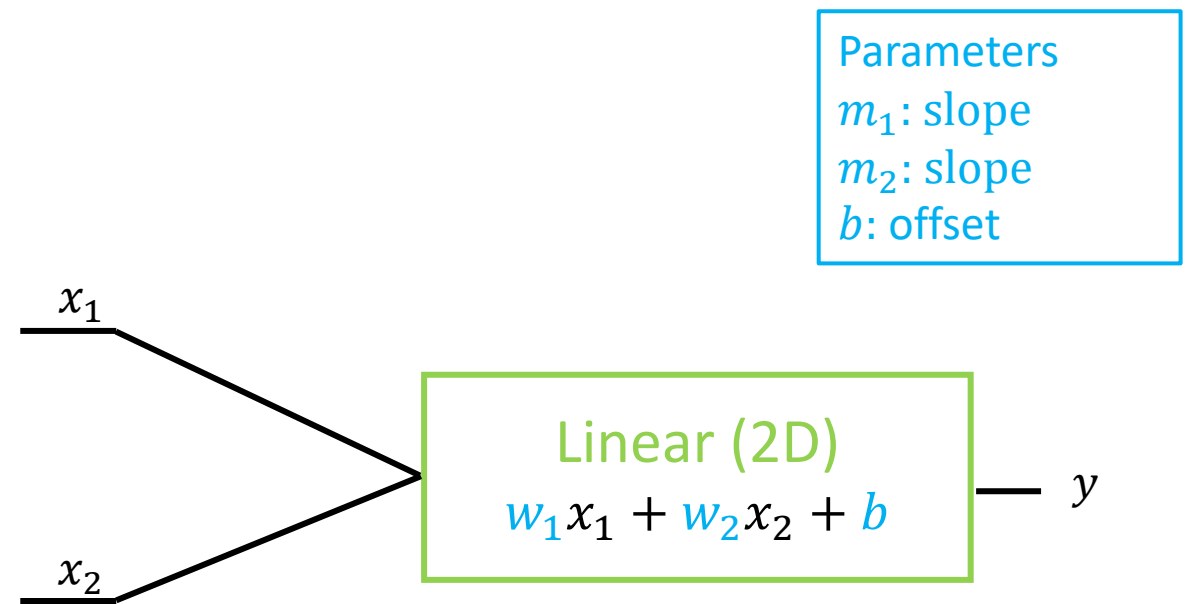 Parameters
m₁: slope
m₂: slope
b: offset
x₁
Linear (2D)
w₁x₁ + w₂x₂ + b
y
x₂